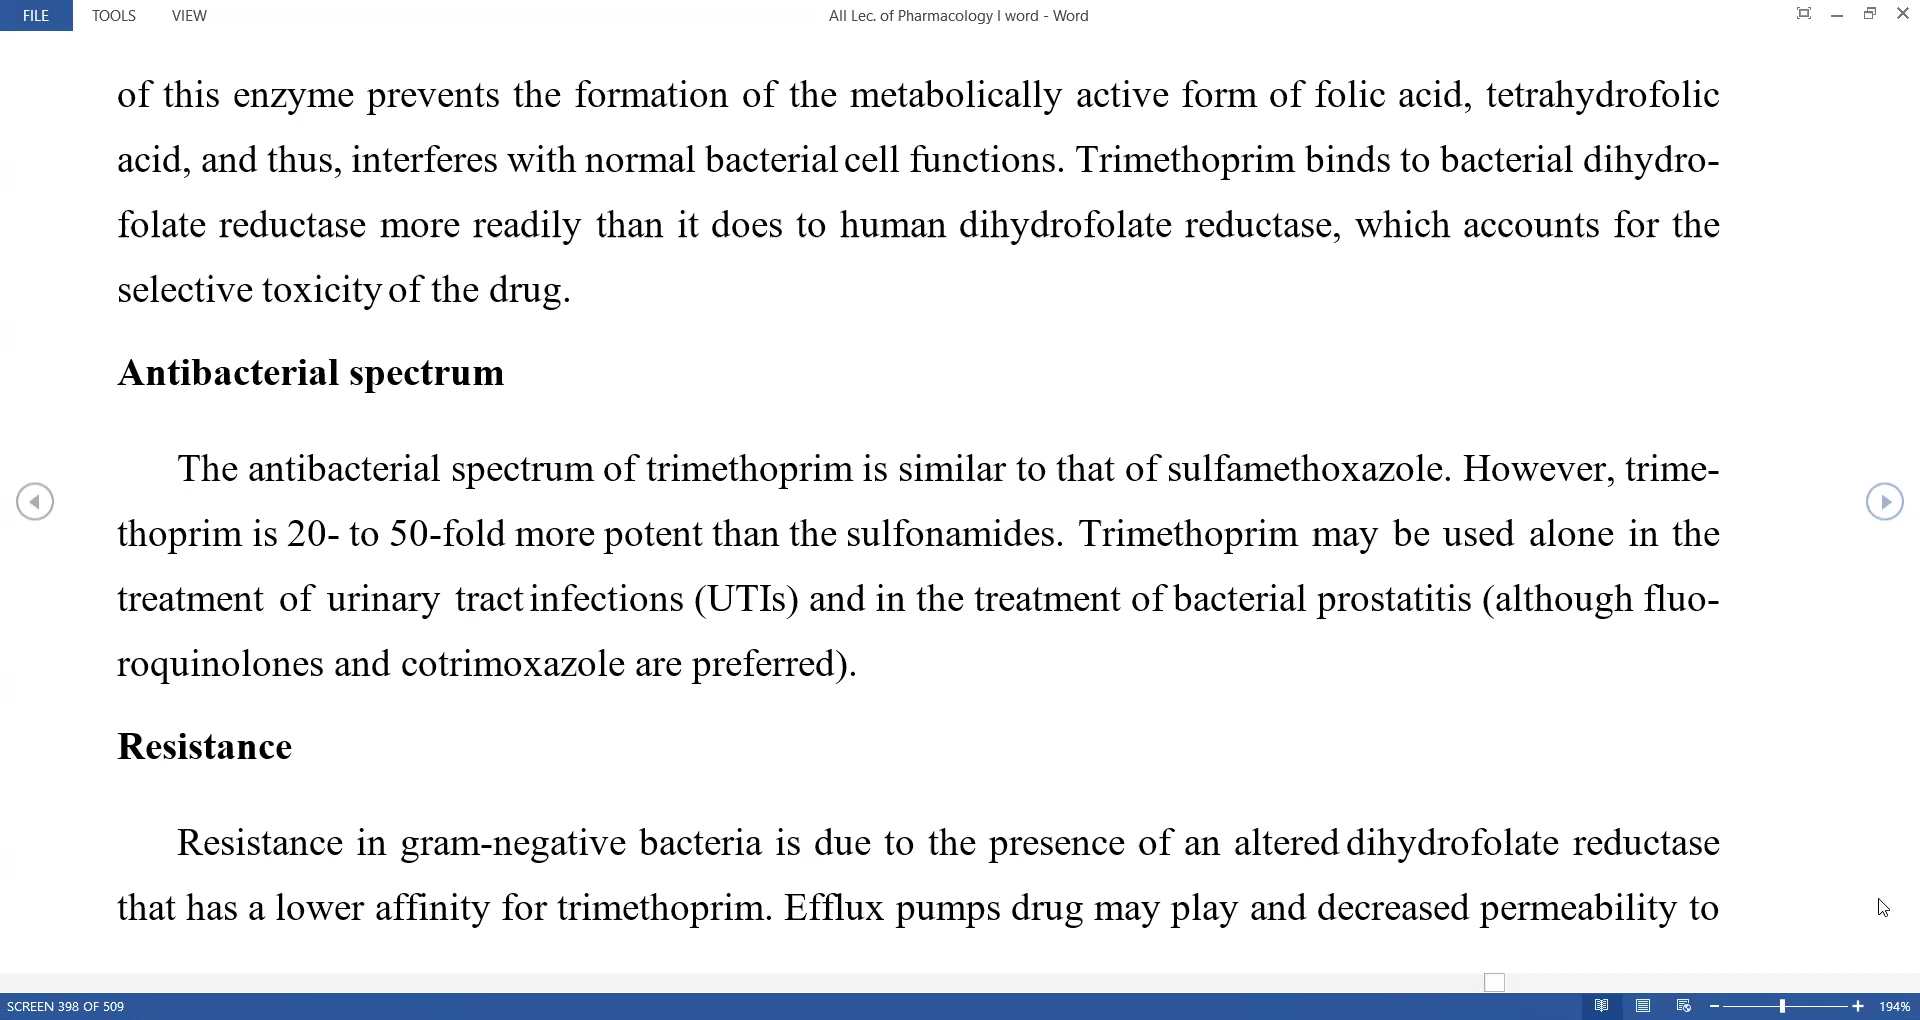 FILE TOOLS VIEW All Lec. of Pharmacology I word - Word
of this enzyme prevents the formation of the metabolically active form of folic acid, tetrahydrofolic
acid, and thus, interferes with normal bacterial cell functions. Trimethoprim binds to bacterial dihydro-
folate reductase more readily than it does to human dihydrofolate reductase, which accounts for the
selective toxicity of the drug.
Antibacterial spectrum
The antibacterial spectrum of trimethoprim is similar to that of sulfamethoxazole. However, trime-
thoprim is 20- to 50-fold more potent than the sulfonamides. Trimethoprim may be used alone in the
treatment of urinary tract infections (UTIs) and in the treatment of bacterial prostatitis (although fluo-
roquinolones and cotrimoxazole are preferred).
Resistance
Resistance in gram-negative bacteria is due to the presence of an altered dihydrofolate reductase
that has a lower affinity for trimethoprim. Efflux pumps drug may play and decreased permeability to
SCREEN 398 OF 509 194%